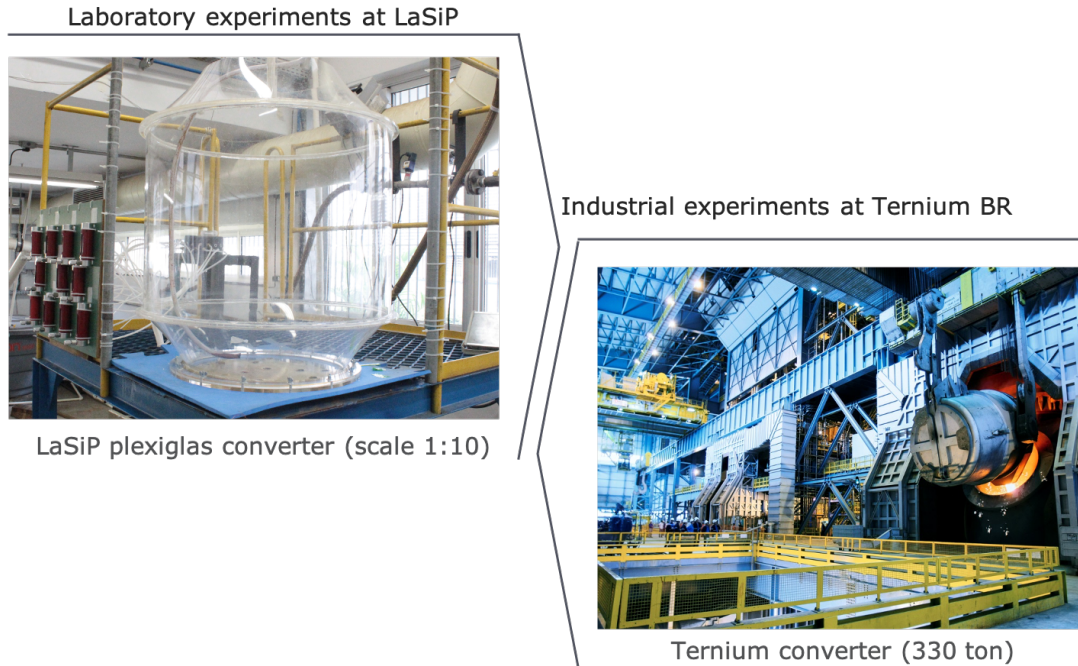 Laboratory experiments at LaSiP
LaSiP plexiglas converter (scale 1:10)
Industrial experiments at Ternium BR
Ternium converter (330 ton)